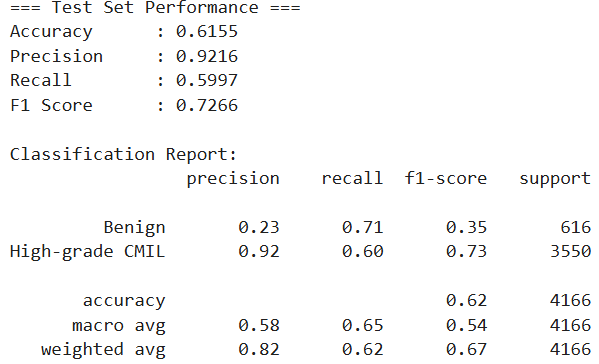 === Test Set Performance ===
Accuracy      : 0.6155
Precision     : 0.9216
Recall        : 0.5997
F1 Score      : 0.7266

Classification Report:
                 precision    recall  f1-score   support

         Benign       0.23      0.71      0.35       616
High-grade CMIL       0.92      0.60      0.73      3550

       accuracy                           0.62      4166
      macro avg       0.58      0.65      0.54      4166
   weighted avg       0.82      0.62      0.67      4166